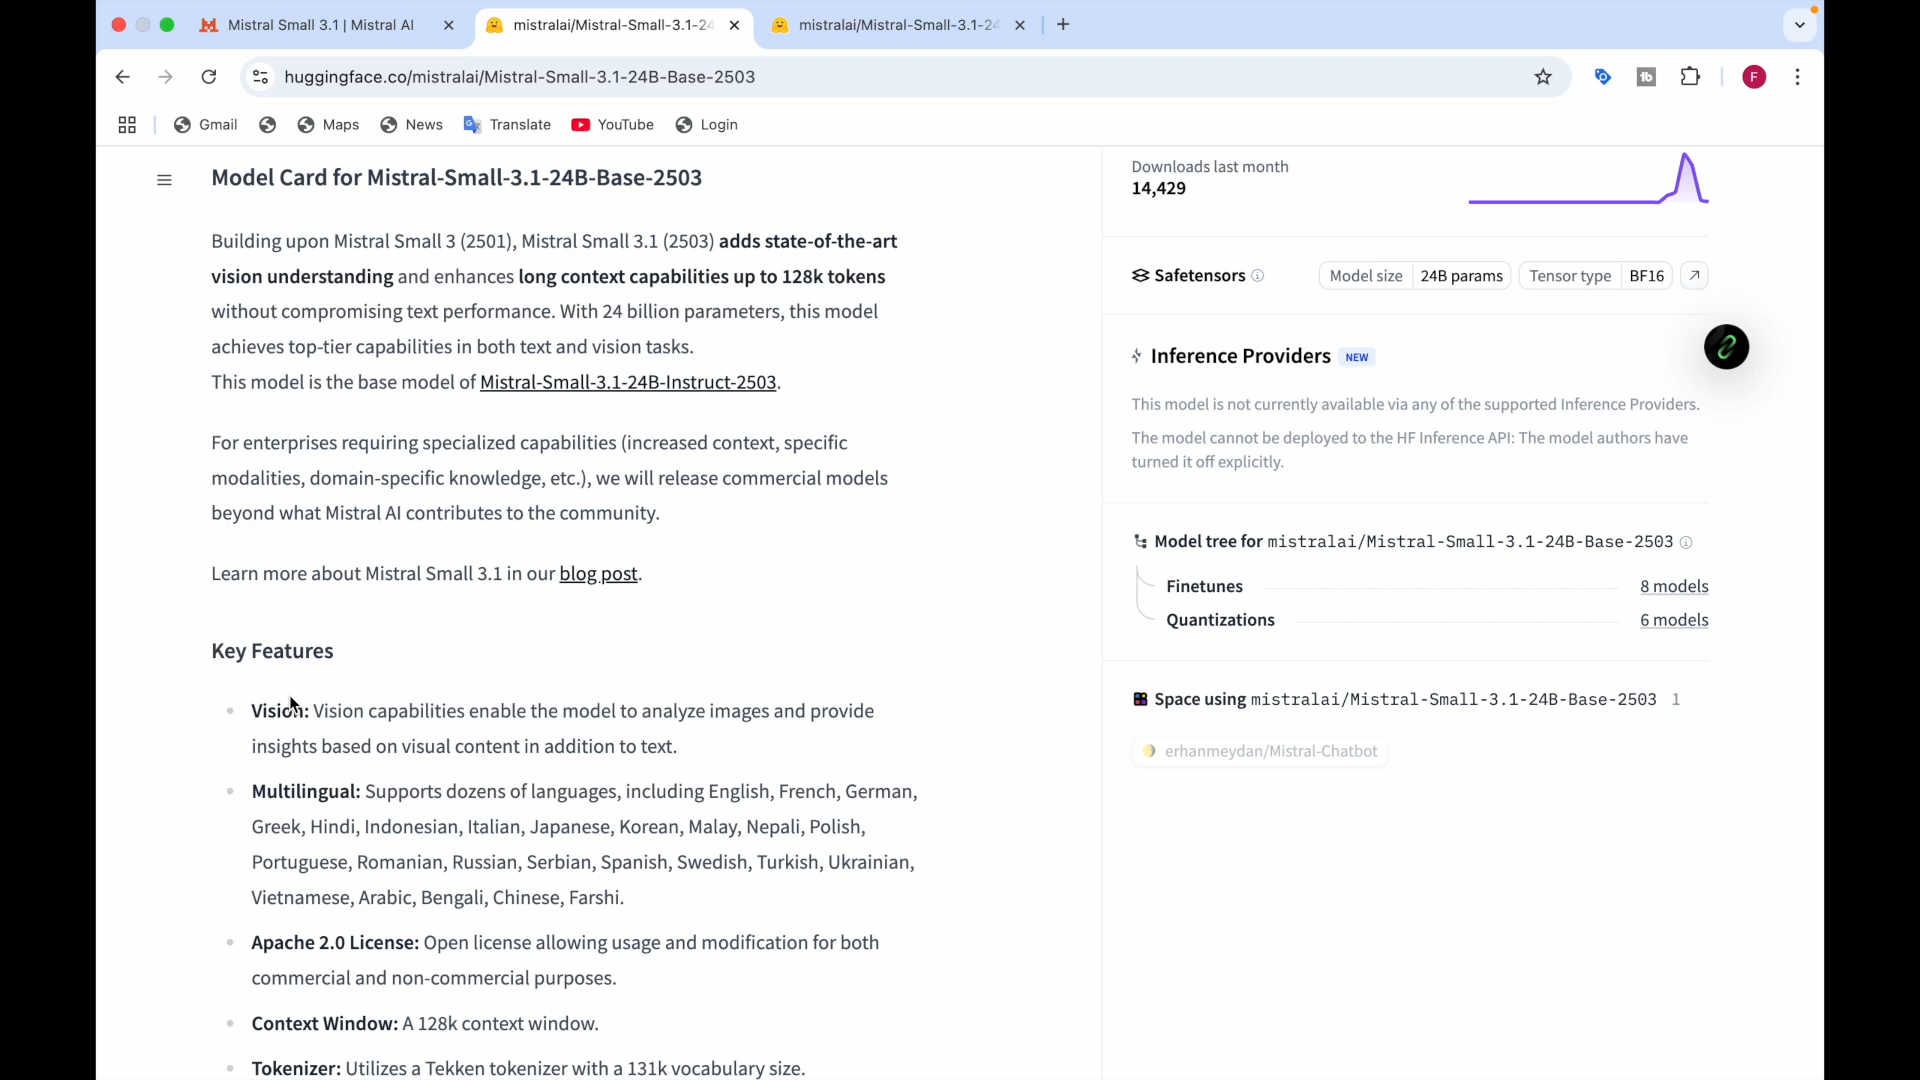 Mistral Small 3.1 | Mistral AI
mistralai/Mistral-Small-3.1-24
mistralai/Mistral-Small-3.1-24
huggingface.co/mistralai/Mistral-Small-3.1-24B-Base-2503
F
Gmail
Maps
News
Translate
YouTube
Login
Model Card for Mistral-Small-3.1-24B-Base-2503
Building upon Mistral Small 3 (2501), Mistral Small 3.1 (2503) adds state-of-the-art
vision understanding and enhances long context capabilities up to 128k tokens
without compromising text performance. With 24 billion parameters, this model
achieves top-tier capabilities in both text and vision tasks.
This model is the base model of Mistral-Small-3.1-24B-Instruct-2503.
For enterprises requiring specialized capabilities (increased context, specific
modalities, domain-specific knowledge, etc.), we will release commercial models
beyond what Mistral AI contributes to the community.
Learn more about Mistral Small 3.1 in our blog post.
Key Features
Vision: Vision capabilities enable the model to analyze images and provide
insights based on visual content in addition to text.
Multilingual: Supports dozens of languages, including English, French, German,
Greek, Hindi, Indonesian, Italian, Japanese, Korean, Malay, Nepali, Polish,
Portuguese, Romanian, Russian, Serbian, Spanish, Swedish, Turkish, Ukrainian,
Vietnamese, Arabic, Bengali, Chinese, Farshi.
Apache 2.0 License: Open license allowing usage and modification for both
commercial and non-commercial purposes.
Context Window: A 128k context window.
Tokenizer: Utilizes a Tekken tokenizer with a 131k vocabulary size.
Downloads last month
14,429
Safetensors
Model size 24B params
Tensor type BF16
Inference Providers NEW
This model is not currently available via any of the supported Inference Providers.
The model cannot be deployed to the HF Inference API: The model authors have
turned it off explicitly.
Model tree for mistralai/Mistral-Small-3.1-24B-Base-2503
Finetunes 8 models
Quantizations 6 models
Space using mistralai/Mistral-Small-3.1-24B-Base-2503 1
erhanmeydan/Mistral-Chatbot